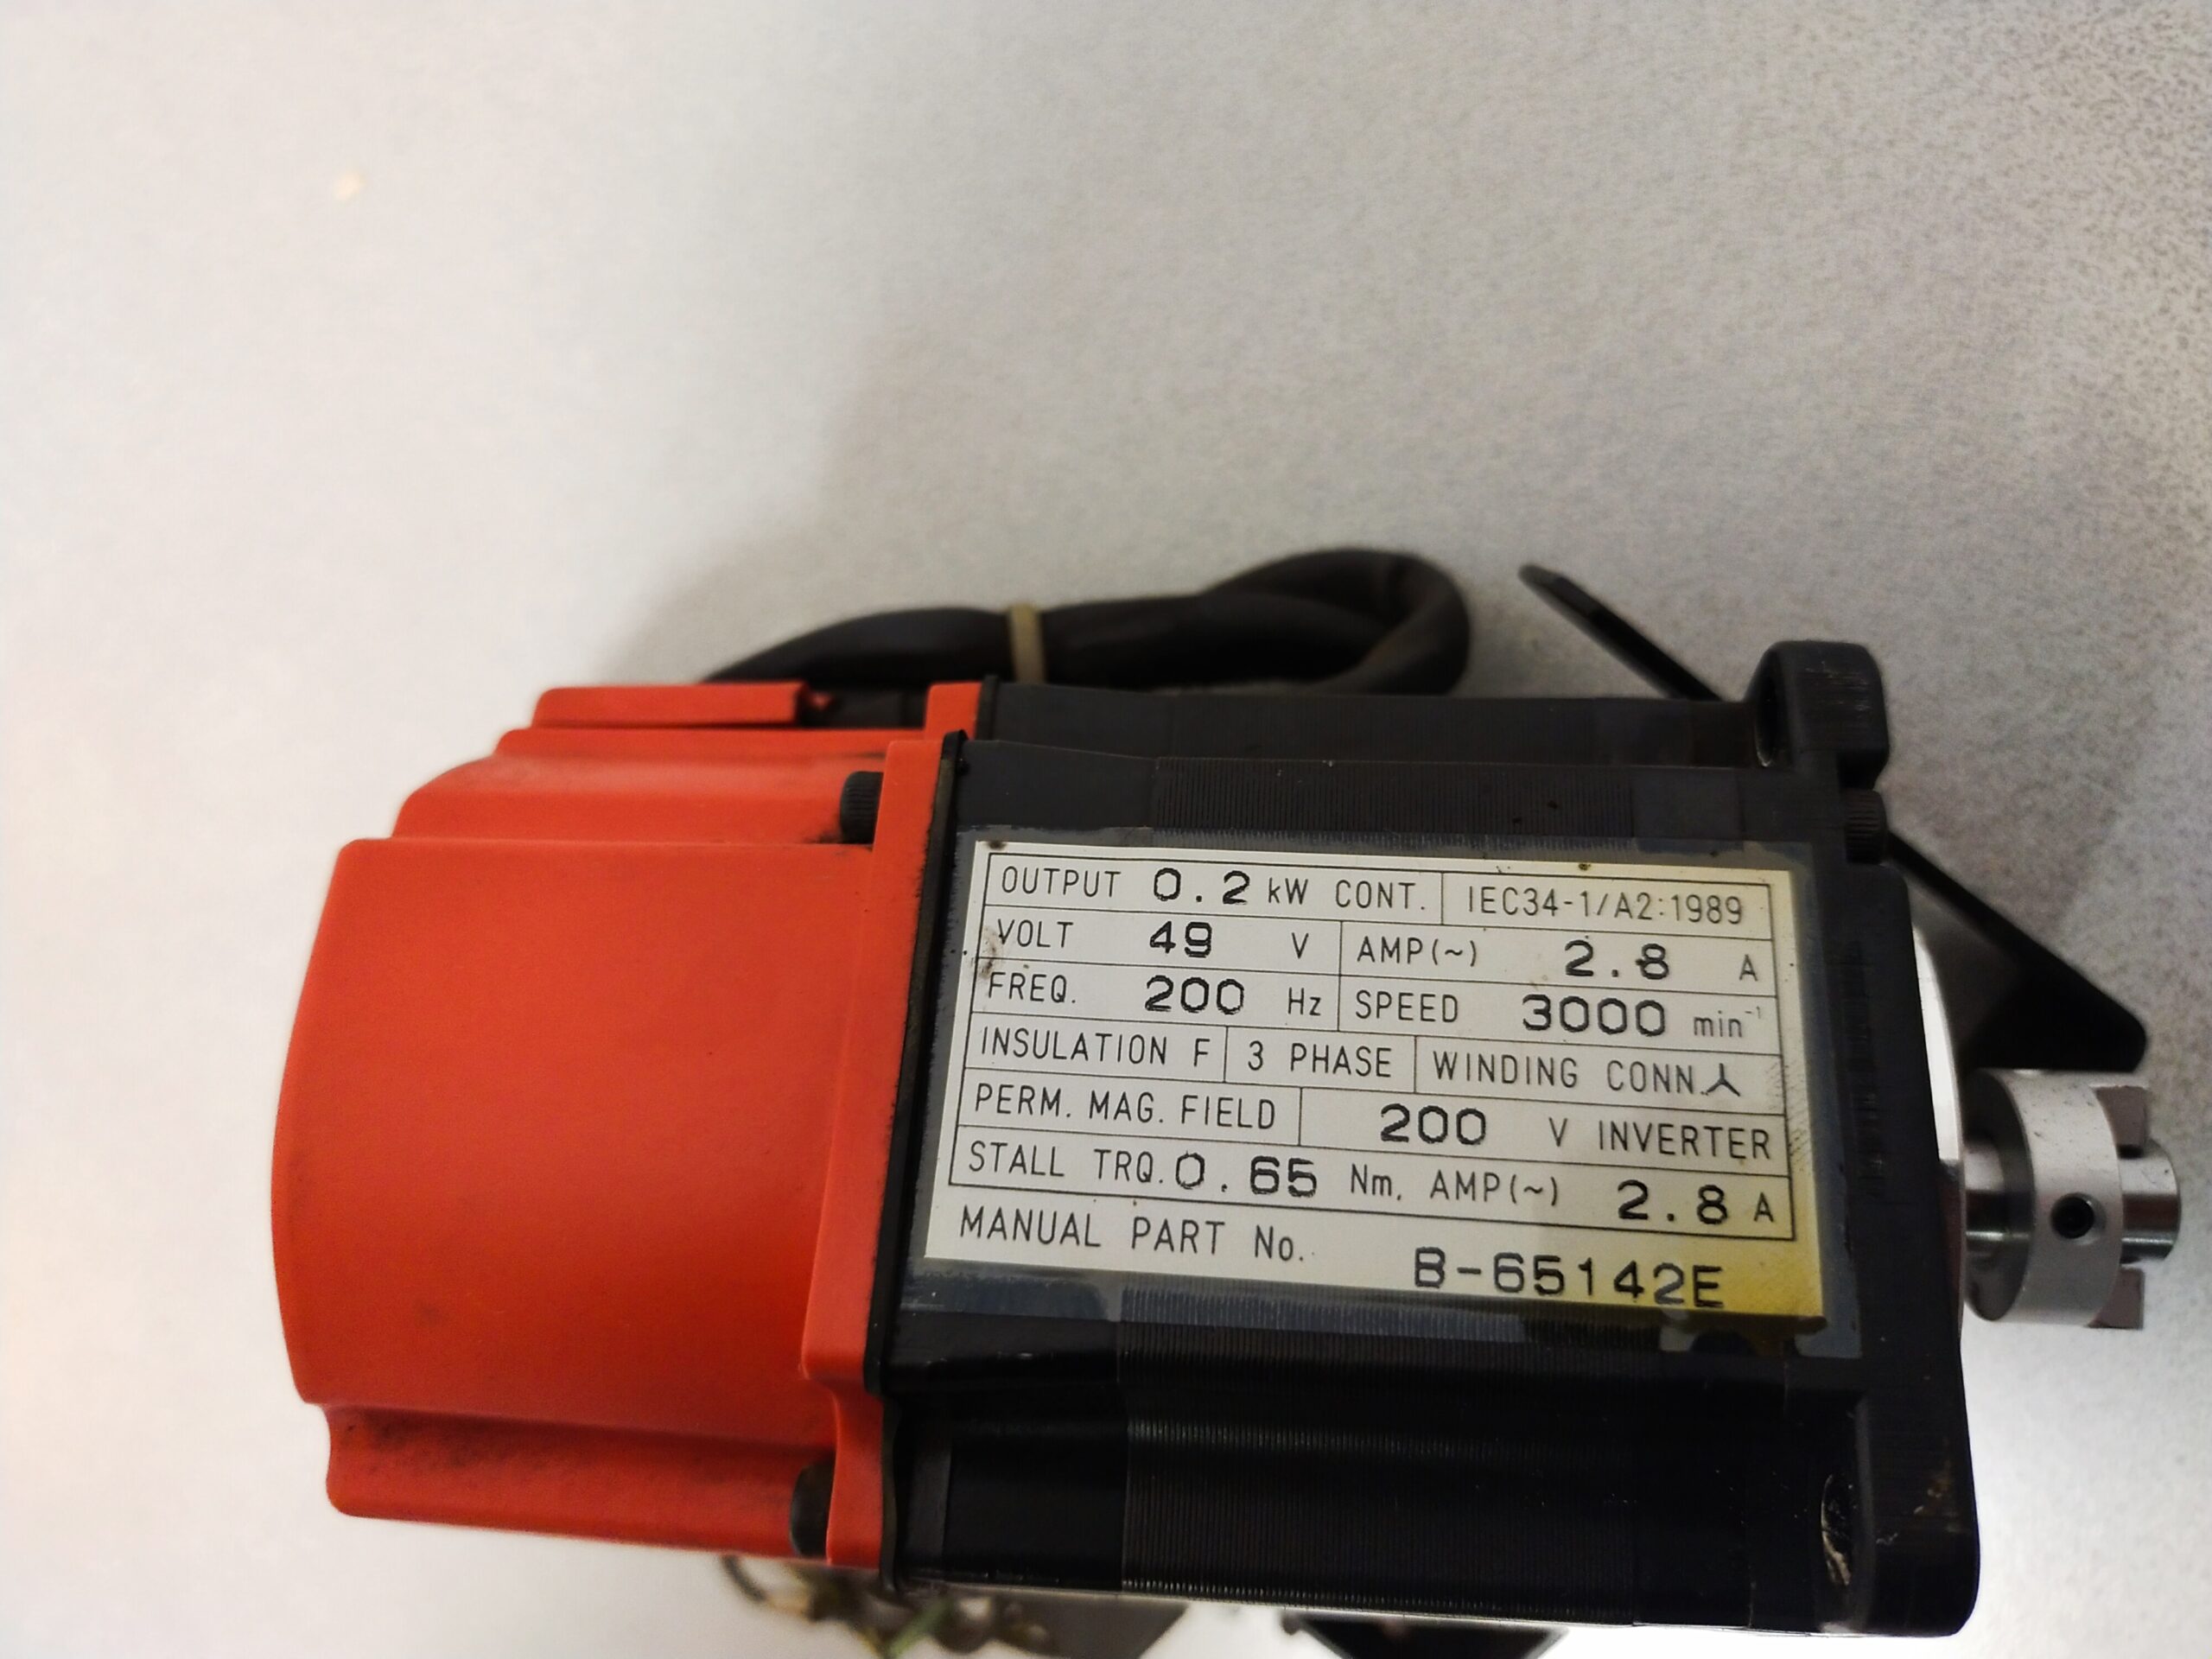 OUTPUT 0.2 kW CONT. IEC34-1/A2:1989
VOLT 49 V AMP(~) 2.8 A
FREQ. 200 Hz SPEED 3000 min⁻¹
INSULATION F 3 PHASE WINDING CONN.
PERM. MAG. FIELD 200 V INVERTER
STALL TRQ. 0.65 Nm. AMP(~) 2.8 A
MANUAL PART No. B-65142E